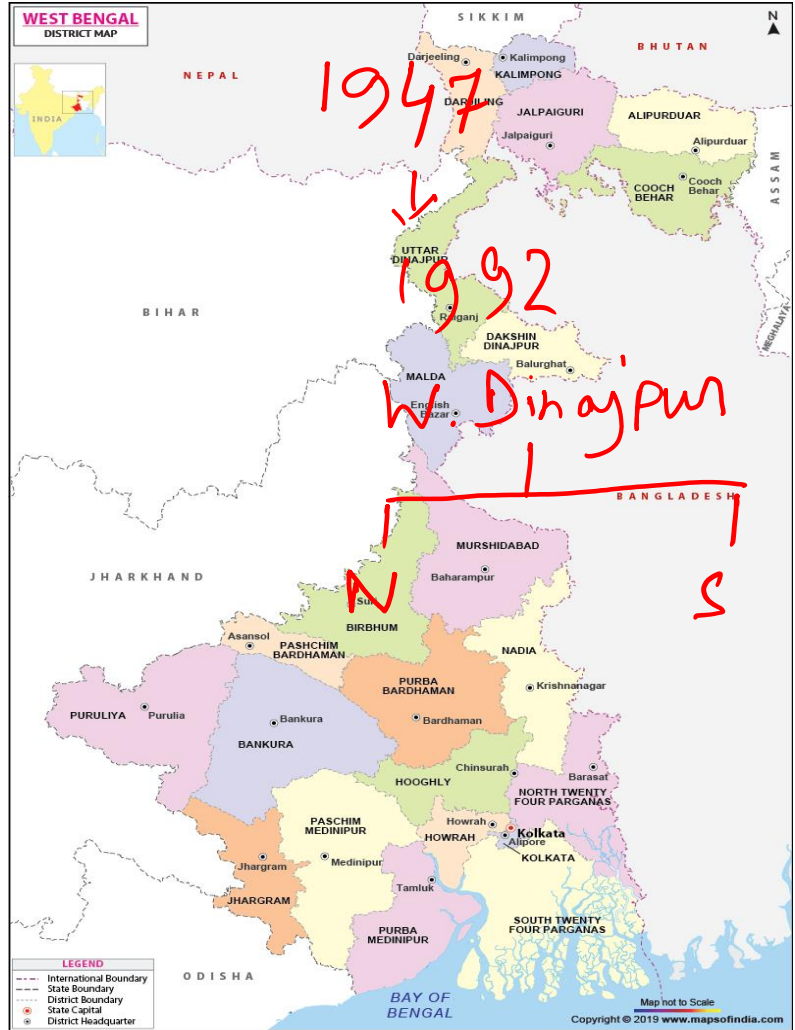 WEST BENGAL
DISTRICT MAP
SIKKIM
N
BHUTAN
NEPAL
INDIA
Darjeeling
Kalimpong
KALIMPONG
1947
JALPAIGURI
Jalpaiguri
ALIPURDUAR
Alipurduar
COOCH
BEHAR
Cooch
Behar
ASSAM
UTTAR
DINAJPUR
1992
BIHAR
DAKSHIN
DINAJPUR
Balurghat
MEGHALAYA
MALDA
English
Bazar
W. Dinajpur
BANGLADESH
N
S
MURSHIDABAD
Baharampur
JHARKHAND
BIRBHUM
Asansol
PASHCHIM
BARDHAMAN
NADIA
Krishnanagar
PURBA
BARDHAMAN
Bardhaman
PURULIYA
Purulia
Bankura
BANKURA
HOOGHLY
Chinsurah
Barasat
NORTH TWENTY
FOUR PARGANAS
PASCHIM
MEDINIPUR
Medinipur
Howrah
HOWRAH
Kolkata
Alipore
KOLKATA
Jhargram
JHARGRAM
Tamluk
PURBA
MEDINIPUR
SOUTH TWENTY
FOUR PARGANAS
ODISHA
BAY OF
BENGAL
LEGEND
International Boundary
State Boundary
District Boundary
State Capital
District Headquarter
Map not to Scale
Copyright © 2019 www.mapsofindia.com